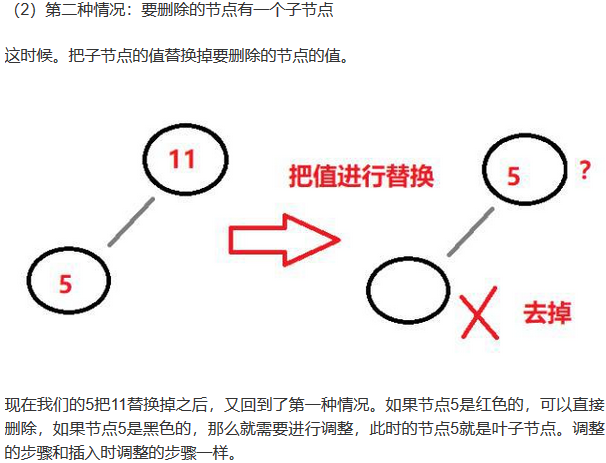 （2）第二种情况：要删除的节点有一个子节点
这时候。把子节点的值替换掉要删除的节点的值。
11
把值进行替换
5 ？
5
去掉
现在我们的5把11替换掉之后，又回到了第一种情况。如果节点5是红色的，可以直接
删除，如果节点5是黑色的，那么就需要进行调整，此时的节点5就是叶子节点。调整
的步骤和插入时调整的步骤一样。